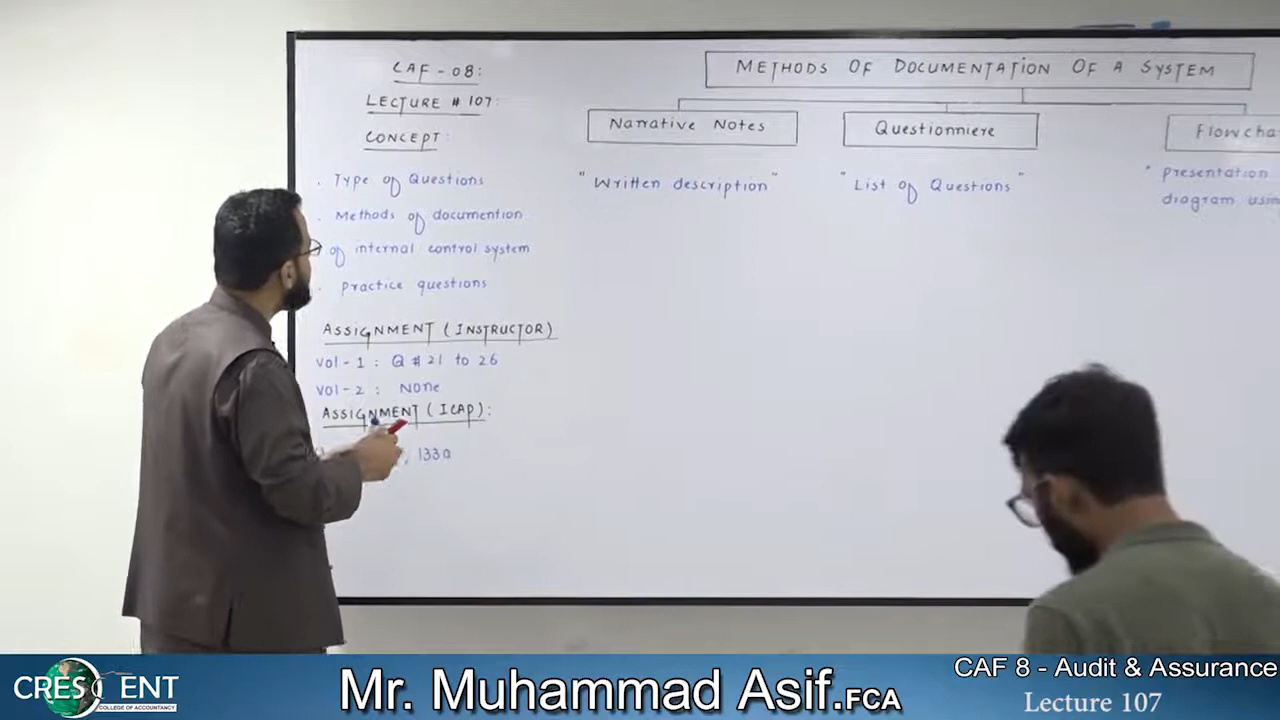 CAF - 08:
LECTURE # 107:
CONCEPT:
. Type of Questions
. Methods of documention
of internal control system
. Practice questions
ASSIGNMENT (INSTRUCTOR)
Vol-1 : Q # 21 to 26
Vol-2 : None
ASSIGNMENT (ICAP):
, 133a
METHODS OF DOCUMENTATION OF A SYSTEM
Narrative Notes
Questionniere
Flowcha
"Written description"
"List of Questions"
" presentation
diagram usin
CRESCENT
COLLEGE OF ACCOUNTANCY
Mr. Muhammad Asif.FCA
CAF 8 - Audit & Assurance
Lecture 107